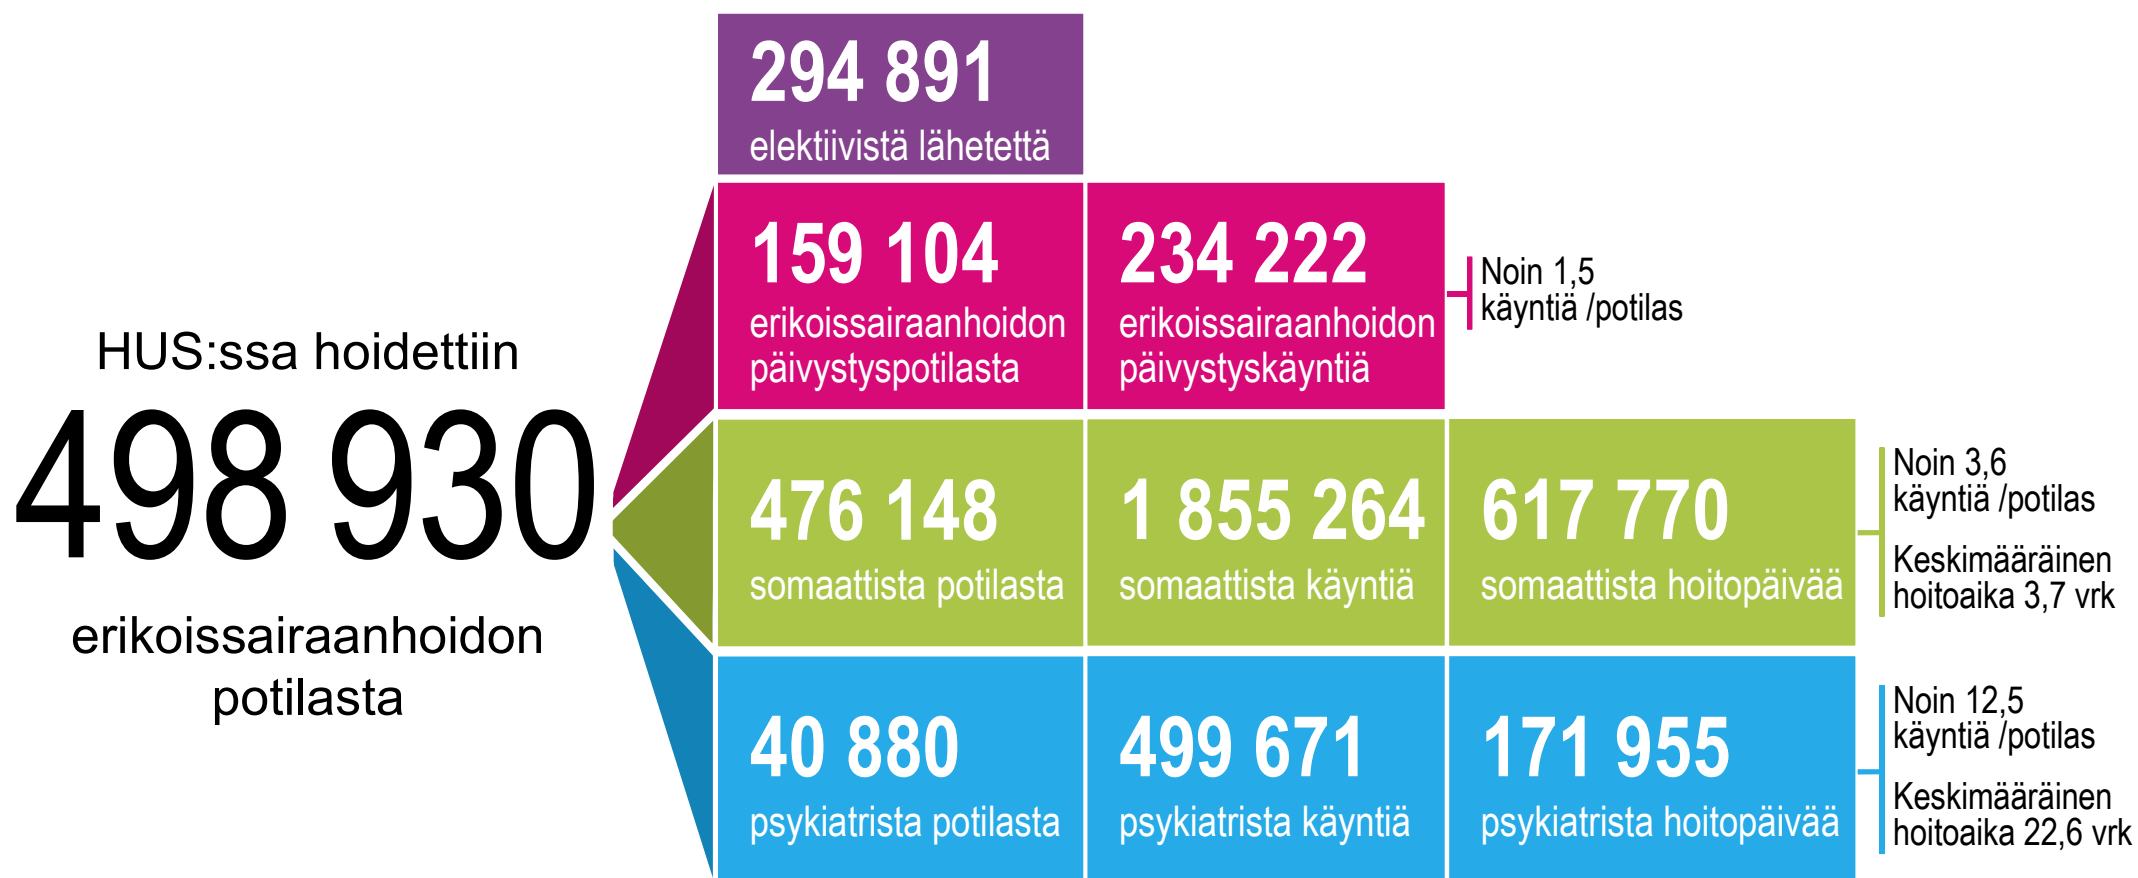 HUS:ssa hoidettiin
498 930
erikoissairaanhoidon
potilasta
294 891
elektiivistä lähetettä
159 104
erikoissairaanhoidon
päivystyspotilasta
234 222
erikoissairaanhoidon
päivystyskäyntiä
Noin 1,5
käyntiä /potilas
476 148
somaattista potilasta
1 855 264
somaattista käyntiä
617 770
somaattista hoitopäivää
Noin 3,6
käyntiä /potilas
Keskimääräinen
hoitoaika 3,7 vrk
40 880
psykiatrista potilasta
499 671
psykiatrista käyntiä
171 955
psykiatrista hoitopäivää
Noin 12,5
käyntiä /potilas
Keskimääräinen
hoitoaika 22,6 vrk